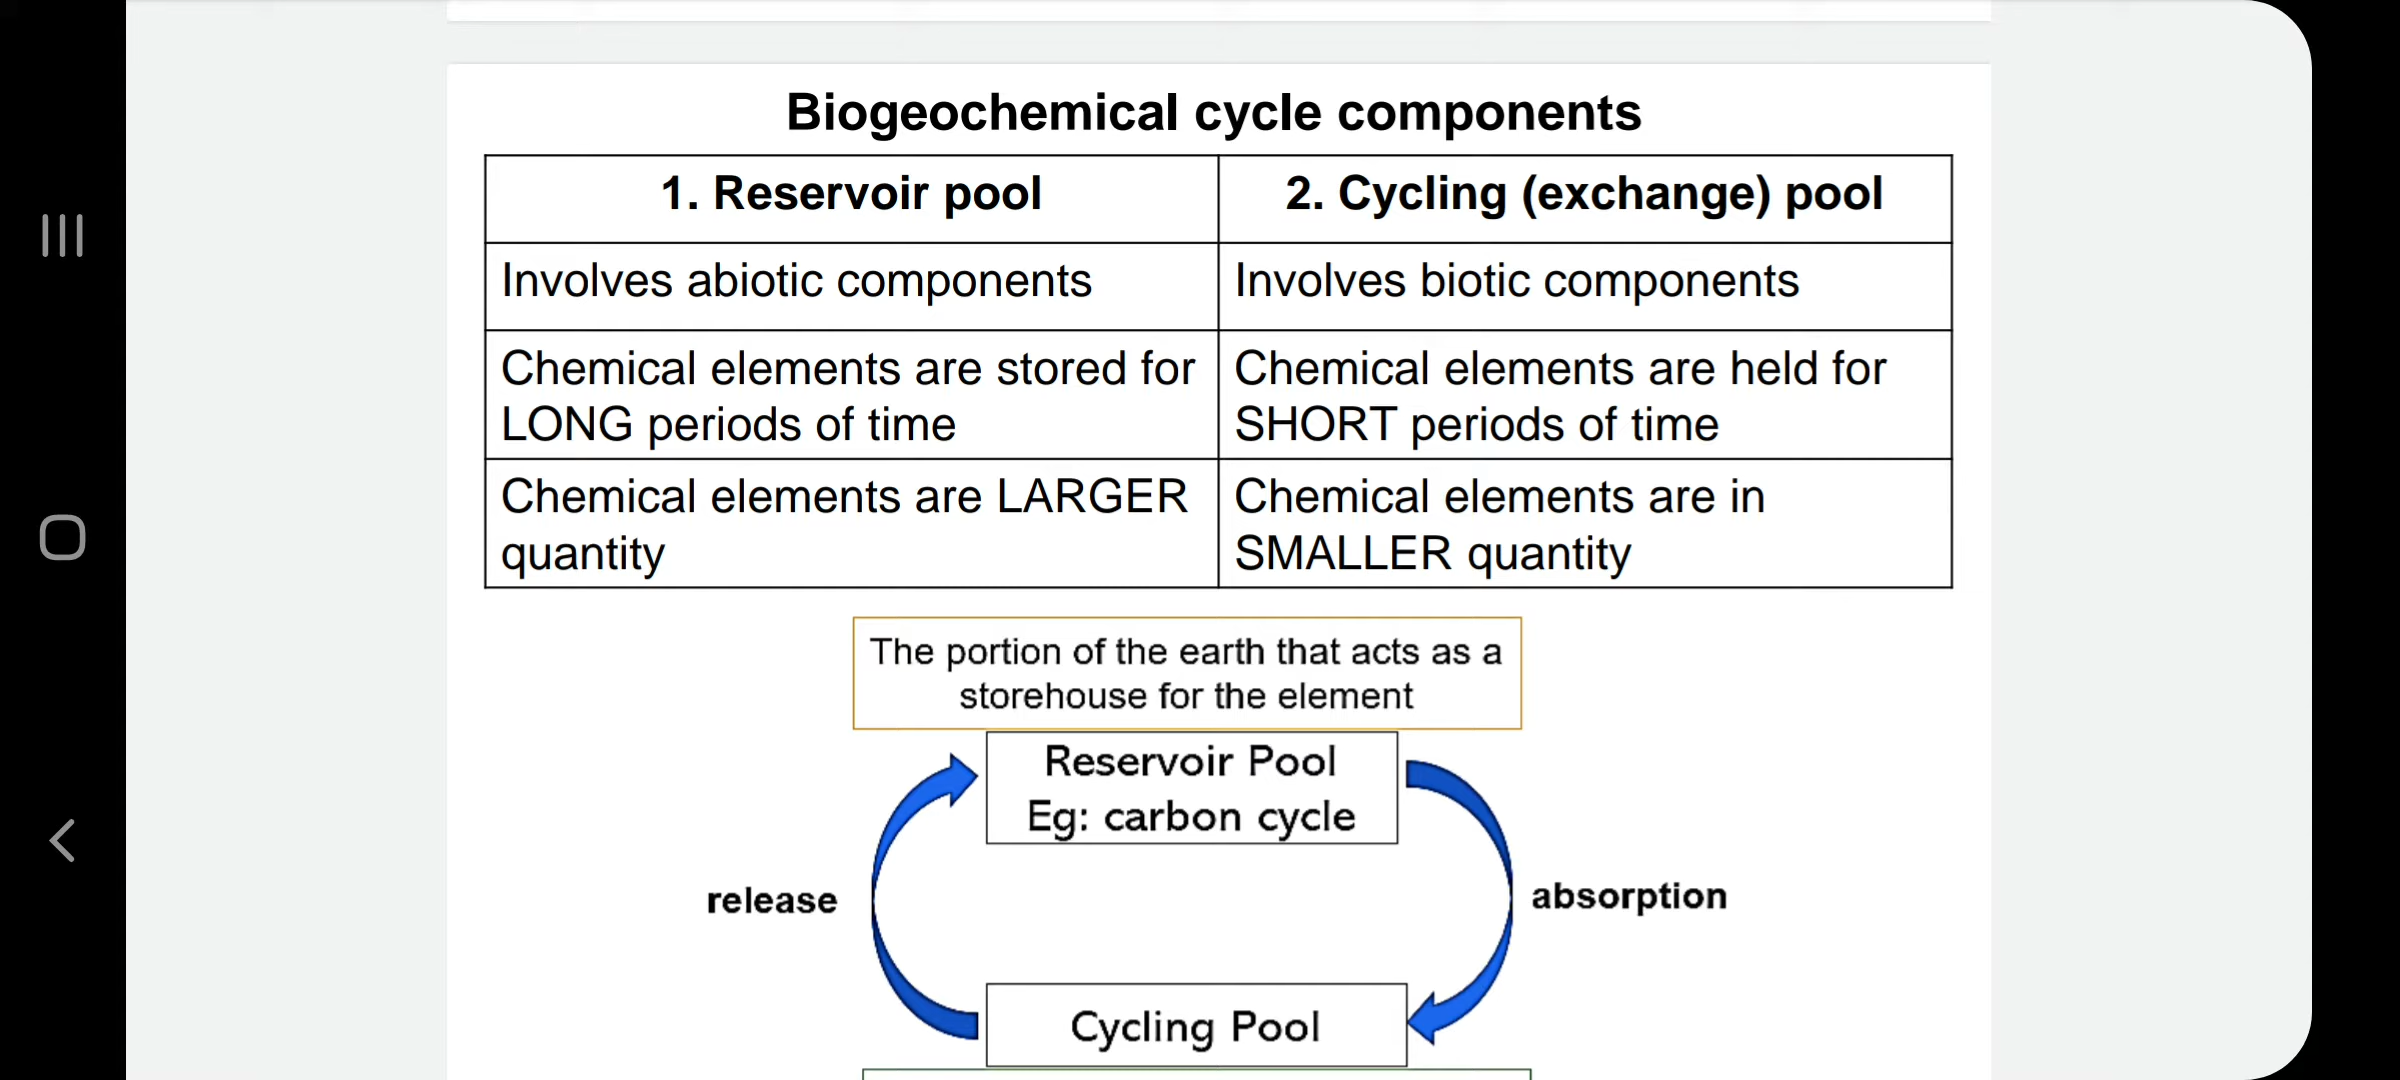 Biogeochemical cycle components
1. Reservoir pool
2. Cycling (exchange) pool
Involves abiotic components
Involves biotic components
Chemical elements are stored for
LONG periods of time
Chemical elements are held for
SHORT periods of time
Chemical elements are LARGER
quantity
Chemical elements are in
SMALLER quantity
The portion of the earth that acts as a
storehouse for the element
Reservoir Pool
Eg: carbon cycle
release
absorption
Cycling Pool